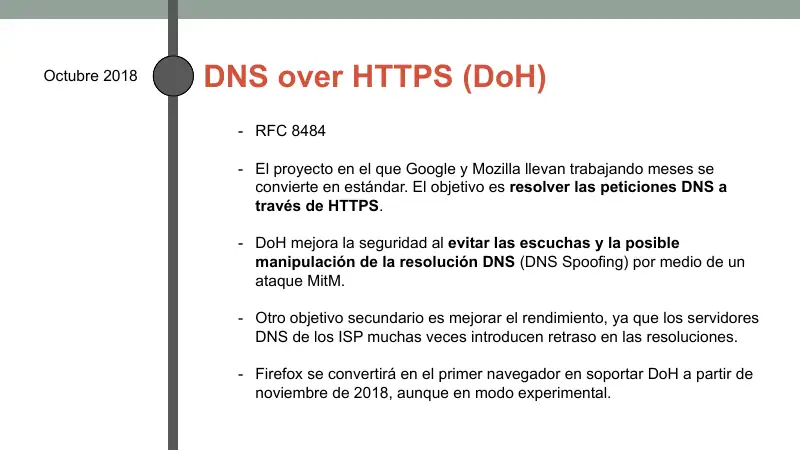 Octubre 2018
DNS over HTTPS (DoH)
- RFC 8484
- El proyecto en el que Google y Mozilla llevan trabajando meses se
convierte en estándar. El objetivo es resolver las peticiones DNS a
través de HTTPS.
- DoH mejora la seguridad al evitar las escuchas y la posible
manipulación de la resolución DNS (DNS Spoofing) por medio de un
ataque MitM.
- Otro objetivo secundario es mejorar el rendimiento, ya que los servidores
DNS de los ISP muchas veces introducen retraso en las resoluciones.
- Firefox se convertirá en el primer navegador en soportar DoH a partir de
noviembre de 2018, aunque en modo experimental.